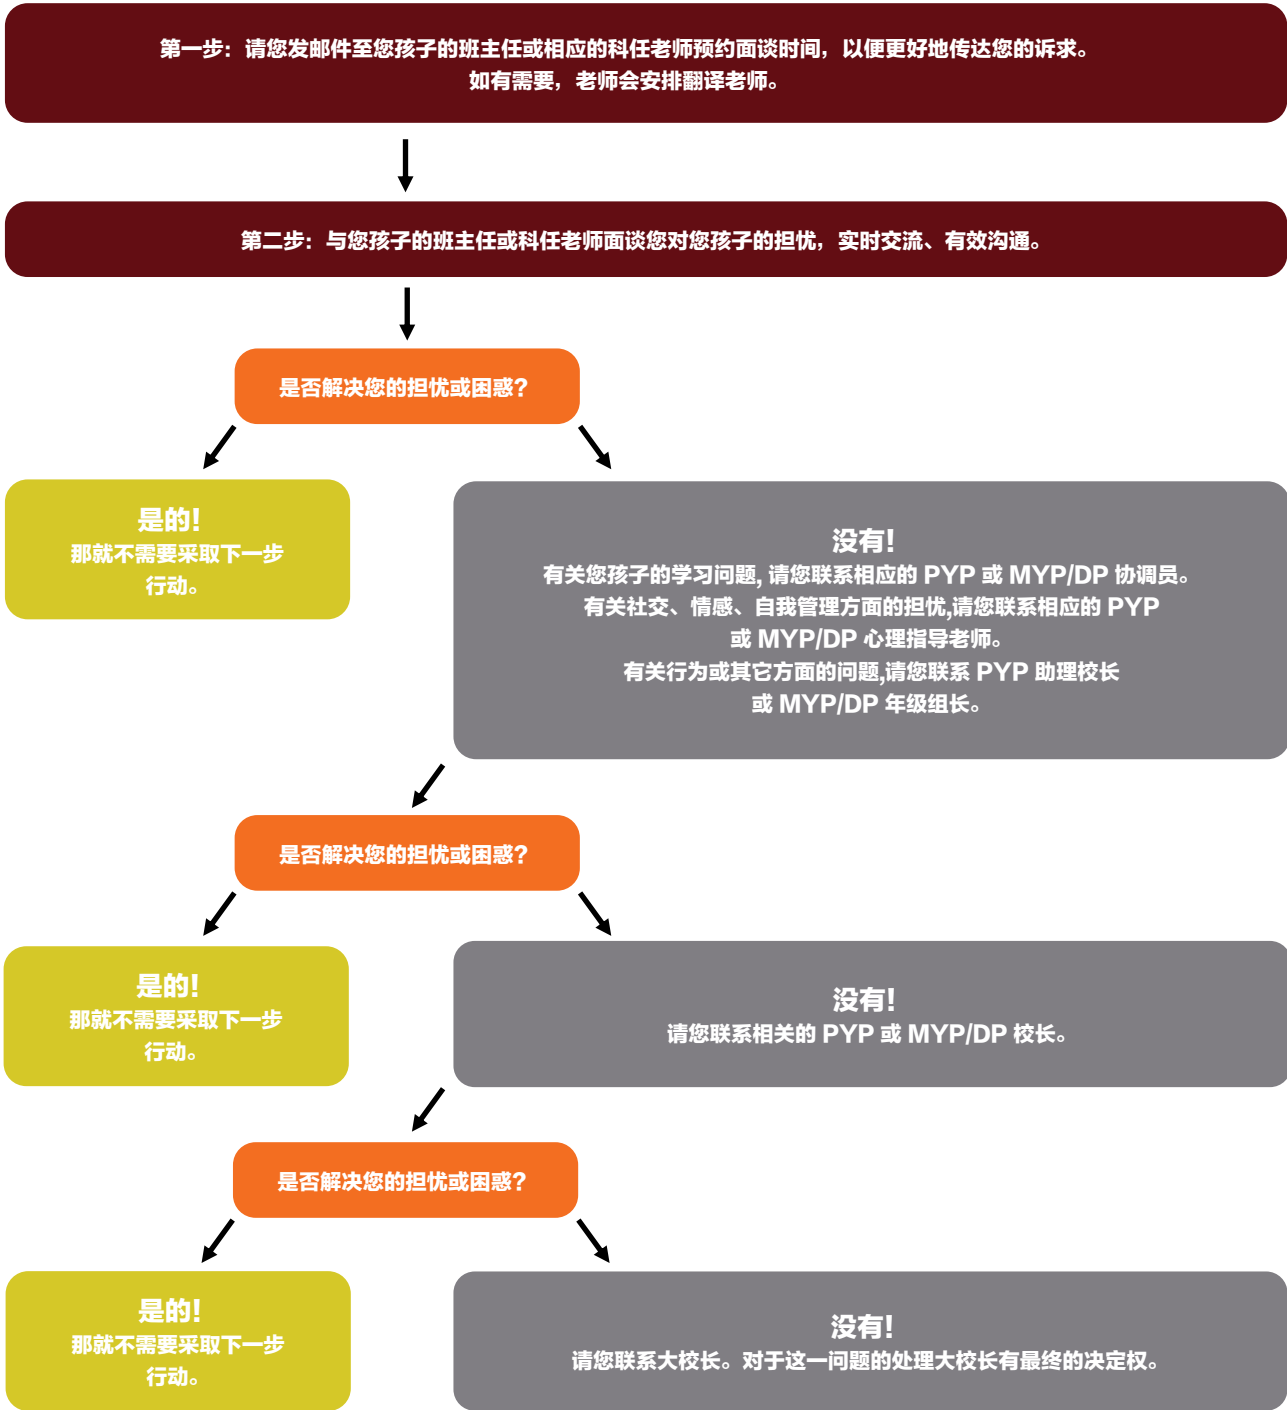 第一步：请您发邮件至您孩子的班主任或相应的科任老师预约面谈时间，以便更好地传达您的诉求。
如有需要，老师会安排翻译老师。
第二步：与您孩子的班主任或科任老师面谈您对您孩子的担忧，实时交流、有效沟通。
是否解决您的担忧或困惑？
是的！
那就不需要采取下一步
行动。
没有！
有关您孩子的学习问题, 请您联系相应的 PYP 或 MYP/DP 协调员。
有关社交、情感、自我管理方面的担忧,请您联系相应的 PYP
或 MYP/DP 心理指导老师。
有关行为或其它方面的问题,请您联系 PYP 助理校长
或 MYP/DP 年级组长。
是否解决您的担忧或困惑？
是的！
那就不需要采取下一步
行动。
没有！
请您联系相关的 PYP 或 MYP/DP 校长。
是否解决您的担忧或困惑？
是的！
那就不需要采取下一步
行动。
没有！
请您联系大校长。对于这一问题的处理大校长有最终的决定权。